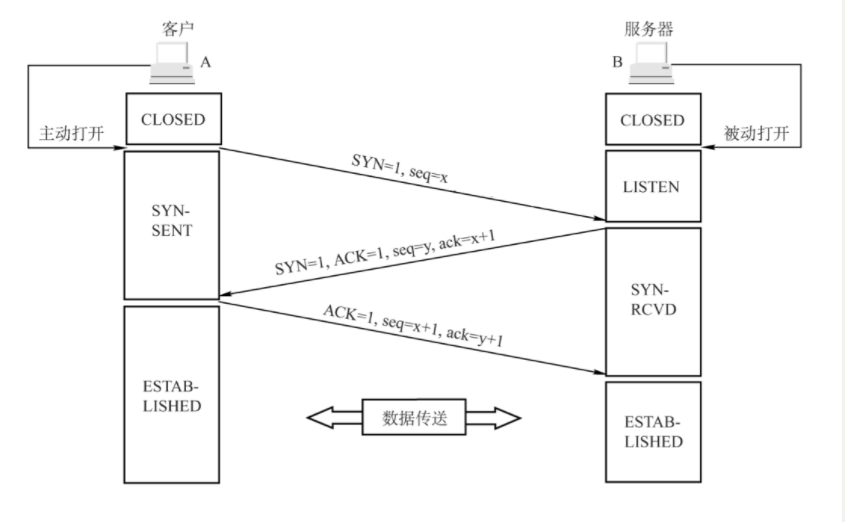 客户
服务器
A
B
CLOSED
CLOSED
主动打开
被动打开
SYN=1, seq=x
LISTEN
SYN-
SENT
SYN=1, ACK=1, seq=y, ack=x+1
SYN-
RCVD
ACK=1, seq=x+1, ack=y+1
ESTAB-
LISHED
数据传送
ESTAB-
LISHED